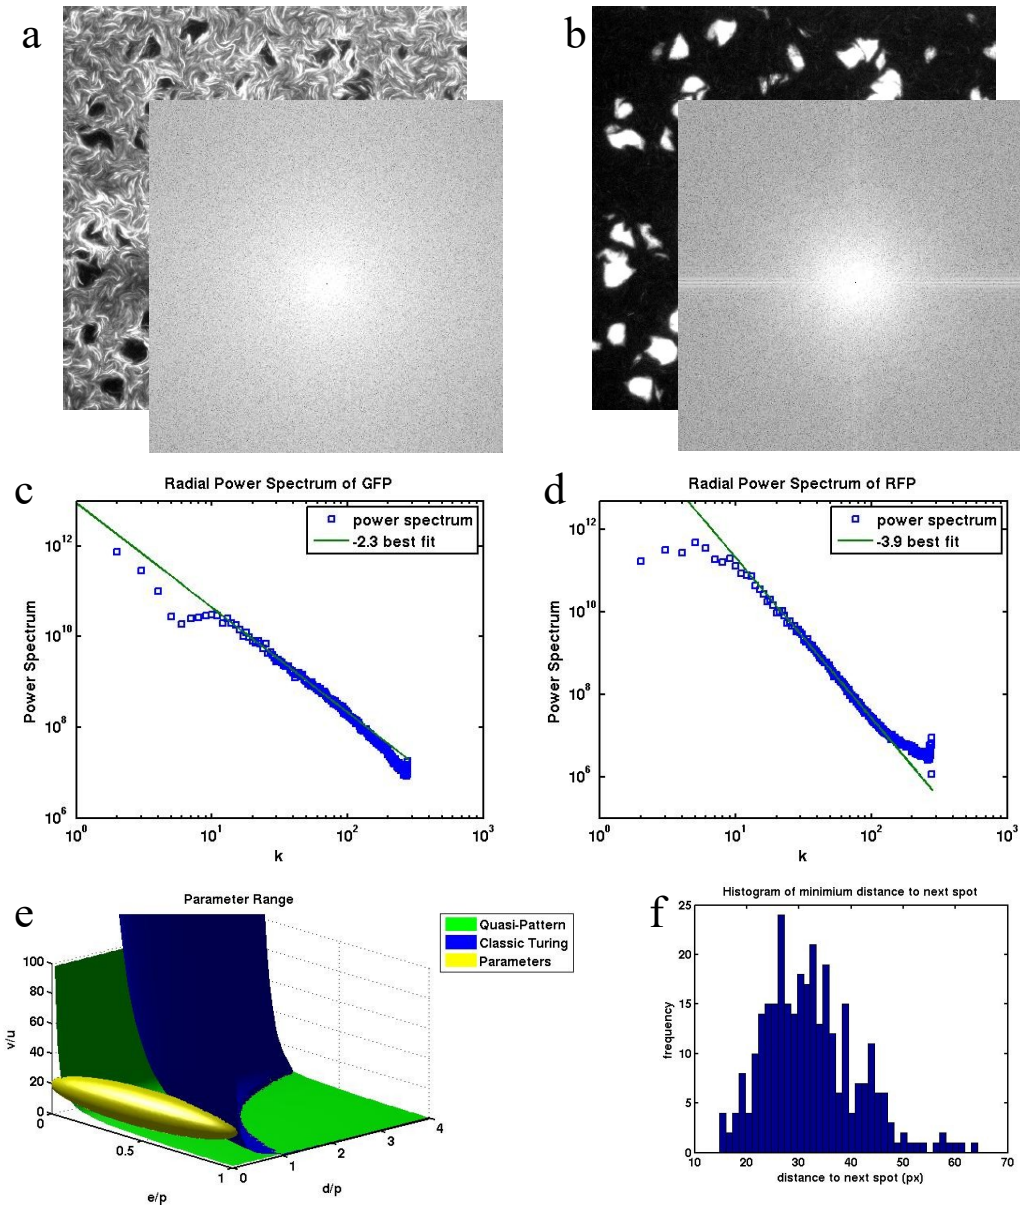 a
b
c
Radial Power Spectrum of GFP
power spectrum
-2.3 best fit
Power Spectrum
10^12
10^10
10^8
10^6
10^0
10^1
10^2
10^3
k
d
Radial Power Spectrum of RFP
power spectrum
-3.9 best fit
Power Spectrum
10^12
10^10
10^8
10^6
10^0
10^1
10^2
10^3
k
e
Parameter Range
Quasi-Pattern
Classic Turing
Parameters
v/u
100
80
60
40
20
0
0
0.5
1
e/p
0
1
2
3
4
d/p
f
Histogram of minimium distance to next spot
frequency
25
20
15
10
5
0
10
20
30
40
50
60
70
distance to next spot (px)